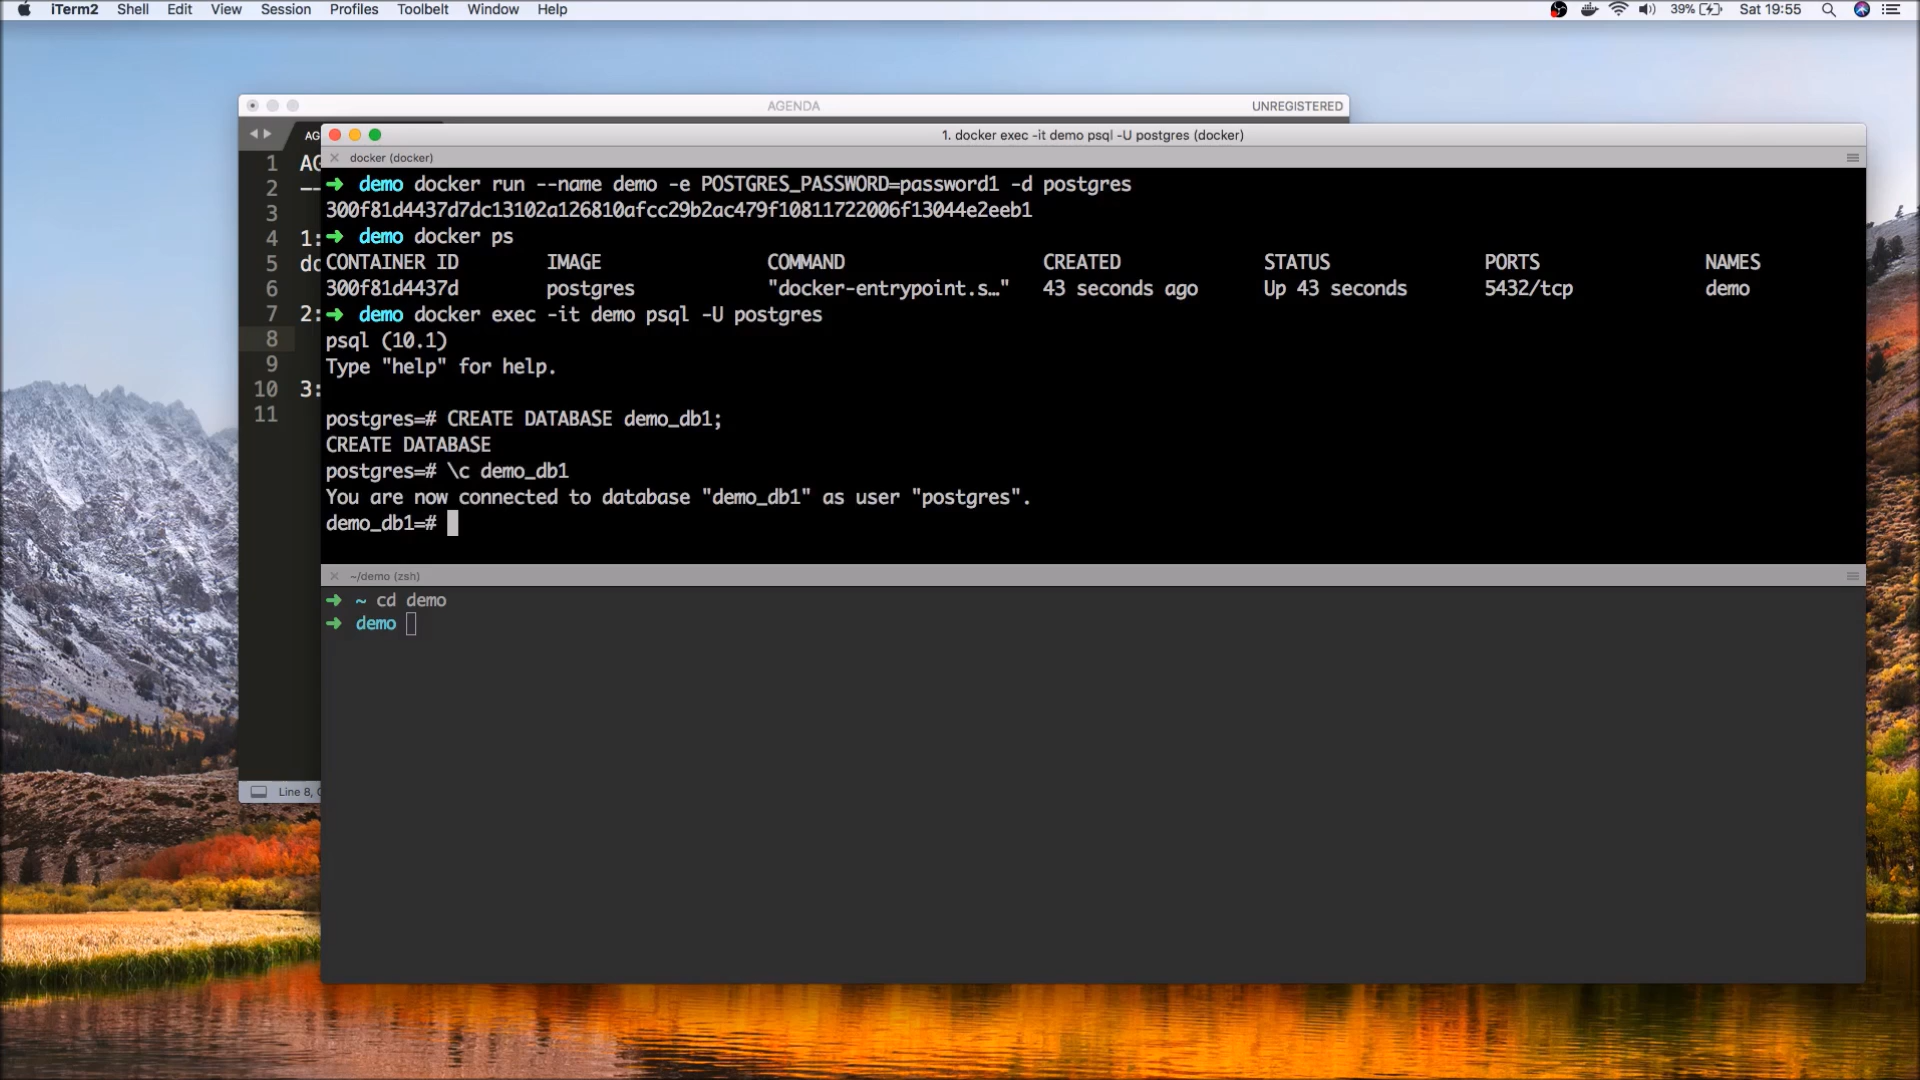 iTerm2 Shell Edit View Session Profiles Toolbelt Window Help 39% Sat 19:55
AGENDA UNREGISTERED
AG
1. docker exec -it demo psql -U postgres (docker)
docker (docker)
1 AG
2 --
3
4 1:
5 do
6
7 2:
8
9
10 3:
11
Line 8,
➜ demo docker run --name demo -e POSTGRES_PASSWORD=password1 -d postgres
300f81d4437d7dc13102a126810afcc29b2ac479f10811722006f13044e2eeb1
➜ demo docker ps
CONTAINER ID IMAGE COMMAND CREATED STATUS PORTS NAMES
300f81d4437d postgres "docker-entrypoint.s…" 43 seconds ago Up 43 seconds 5432/tcp demo
➜ demo docker exec -it demo psql -U postgres
psql (10.1)
Type "help" for help.
postgres=# CREATE DATABASE demo_db1;
CREATE DATABASE
postgres=# \c demo_db1
You are now connected to database "demo_db1" as user "postgres".
demo_db1=#
~/demo (zsh)
➜ ~ cd demo
➜ demo